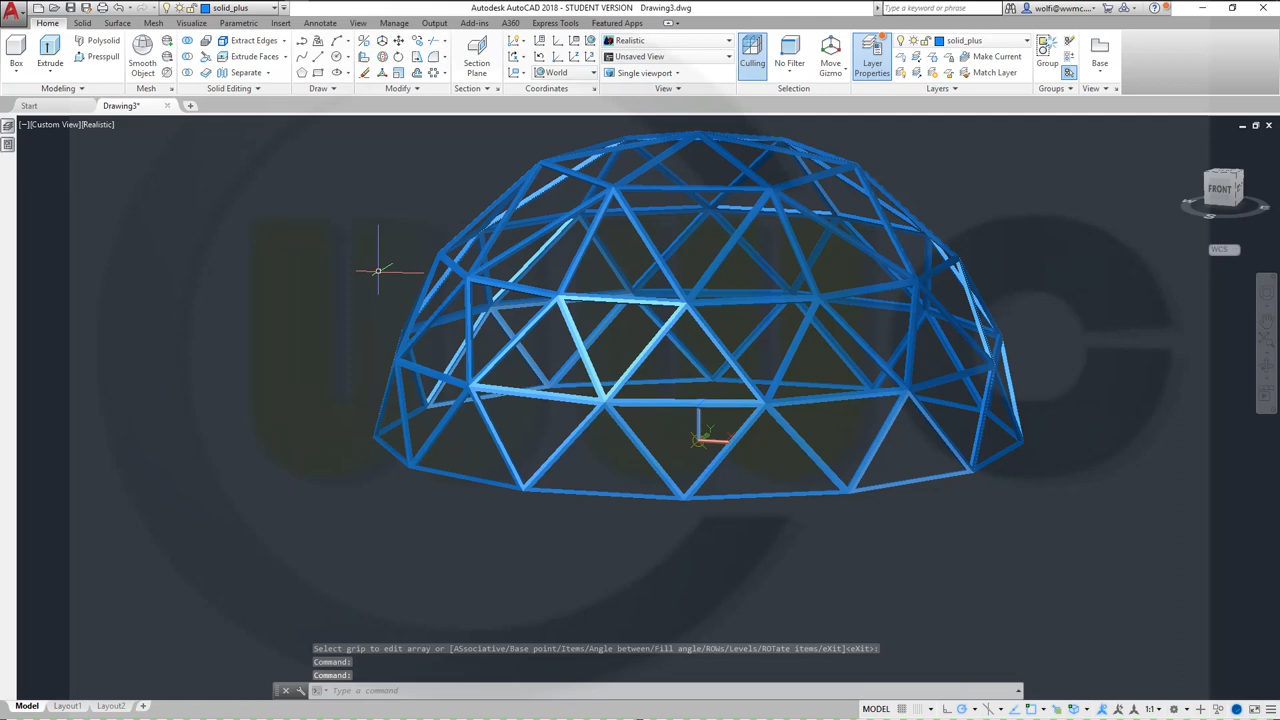 Autodesk AutoCAD 2018 - STUDENT VERSION Drawing3.dwg
solid_plus
Type a keyword or phrase
wolfi@wwmc...
Home Solid Surface Mesh Visualize Parametric Insert Annotate View Manage Output Add-ins A360 Express Tools Featured Apps
Box Extrude Polysolid Presspull Smooth Object Extract Edges Extrude Faces Separate
Section Plane World Realistic Unsaved View Single viewport
Culling No Filter Move Gizmo Layer Properties solid_plus Make Current Match Layer Group Base
Modeling Mesh Solid Editing Draw Modify Section Coordinates View Selection Layers Groups View
Start Drawing3*
[−][Custom View][Realistic]
FRONT
WCS
Y
Select grip to edit array or [ASsociative/Base point/Items/Angle between/Fill angle/ROWs/Levels/ROTate items/eXit]<eXit>:
Command:
Command:
Type a command
Model Layout1 Layout2
MODEL 1:1